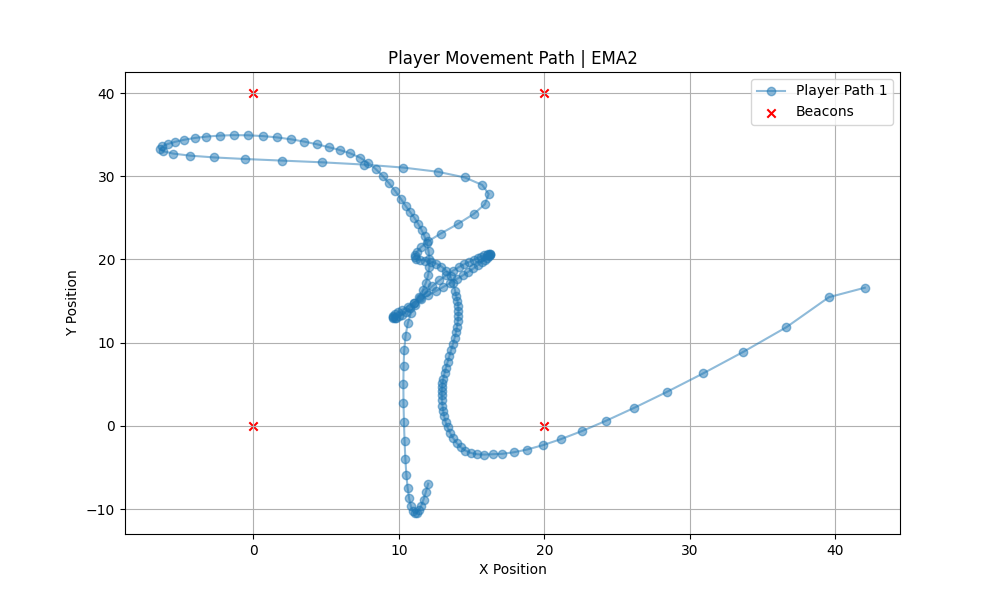 Player Movement Path | EMA2
Player Path 1
Beacons
Y Position
40
30
20
10
0
−10
0
10
20
30
40
X Position